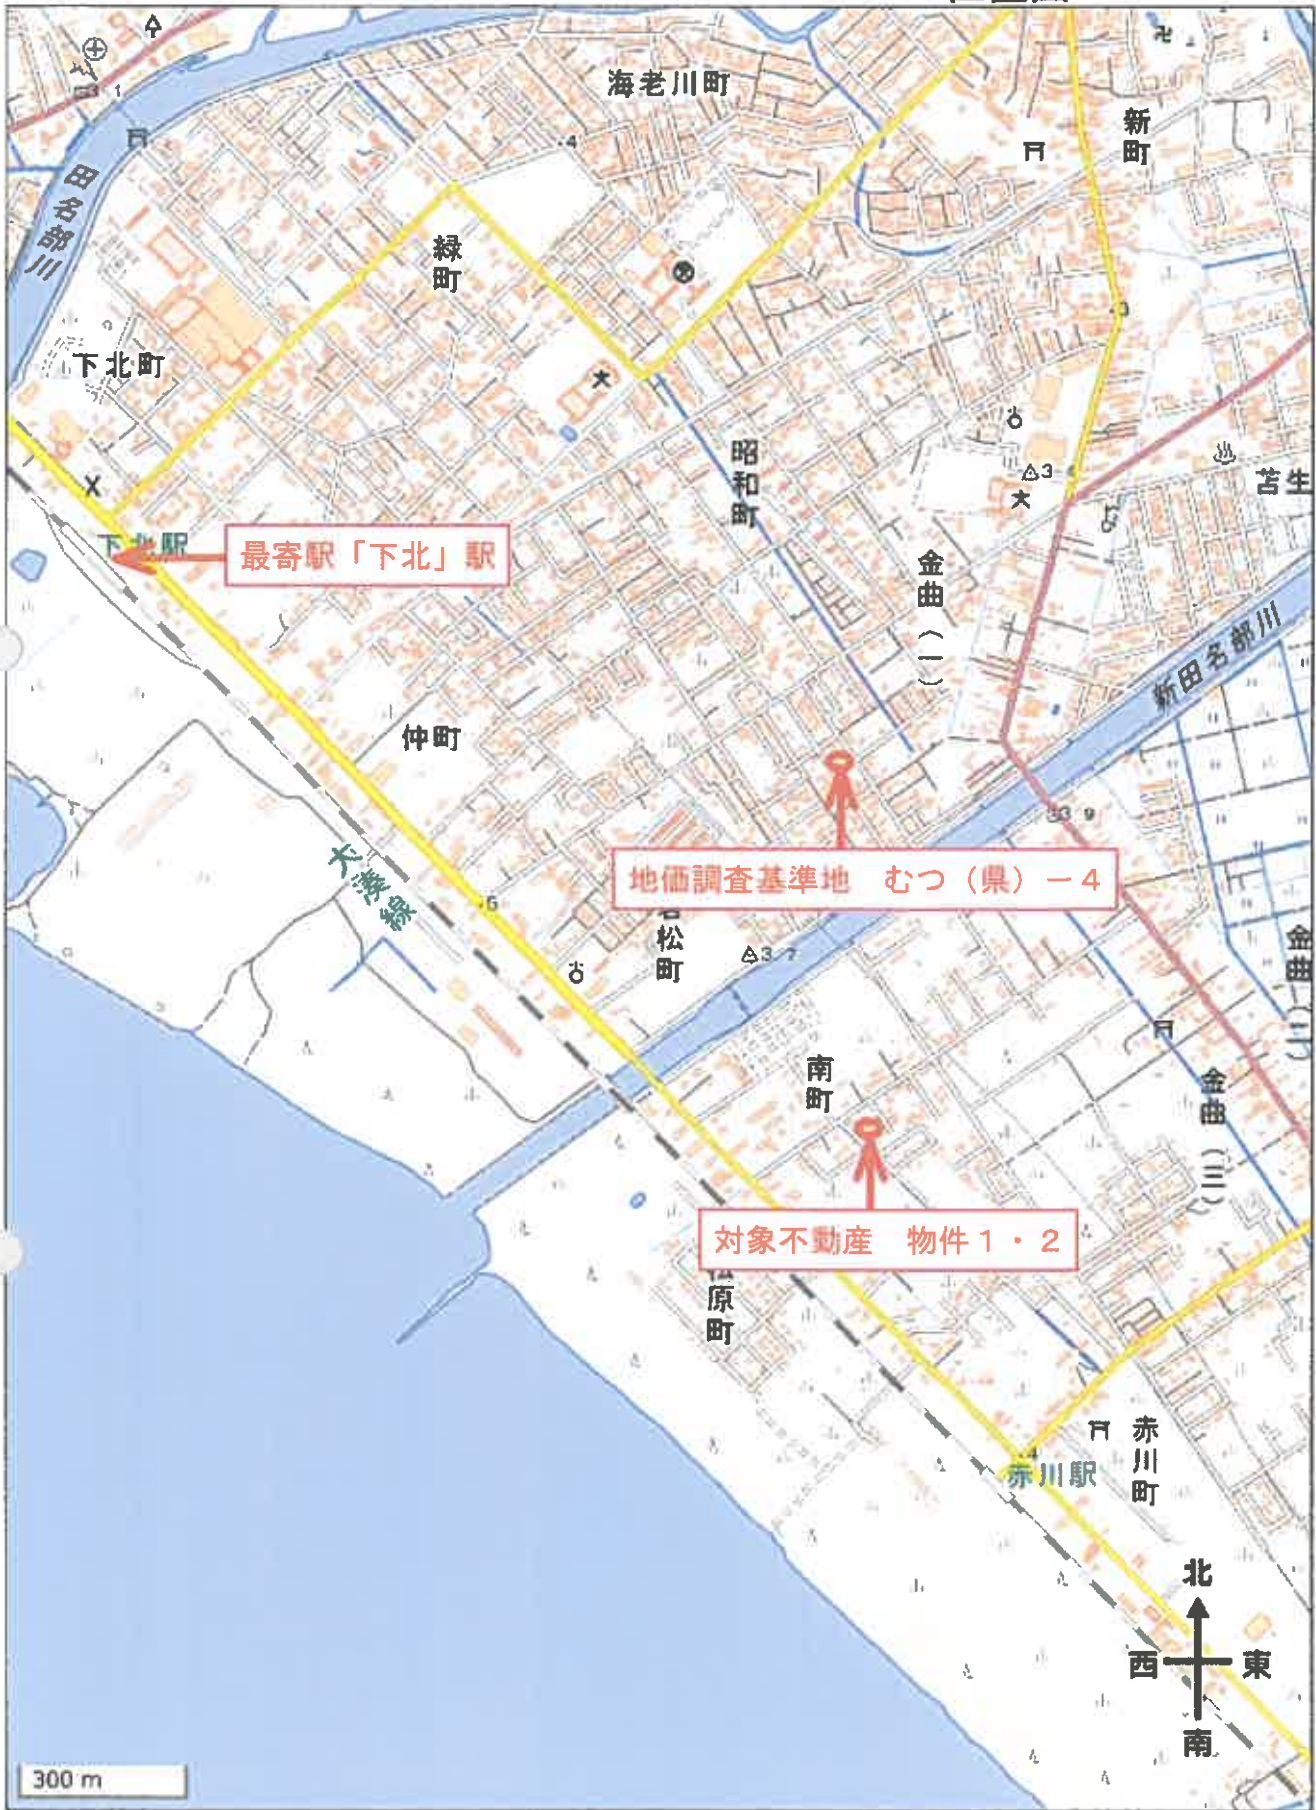 海老川町
新町
田名部川
緑町
下北町
昭和町
苫生
下北駅
最寄駅「下北」駅
金曲(一)
新田名部川
仲町
大湊線
地価調査基準地 むつ(県)-4
松町
金曲(二)
南町
金曲(三)
対象不動産 物件1・2
原町
赤川駅
赤川町
北
西
東
南
300 m